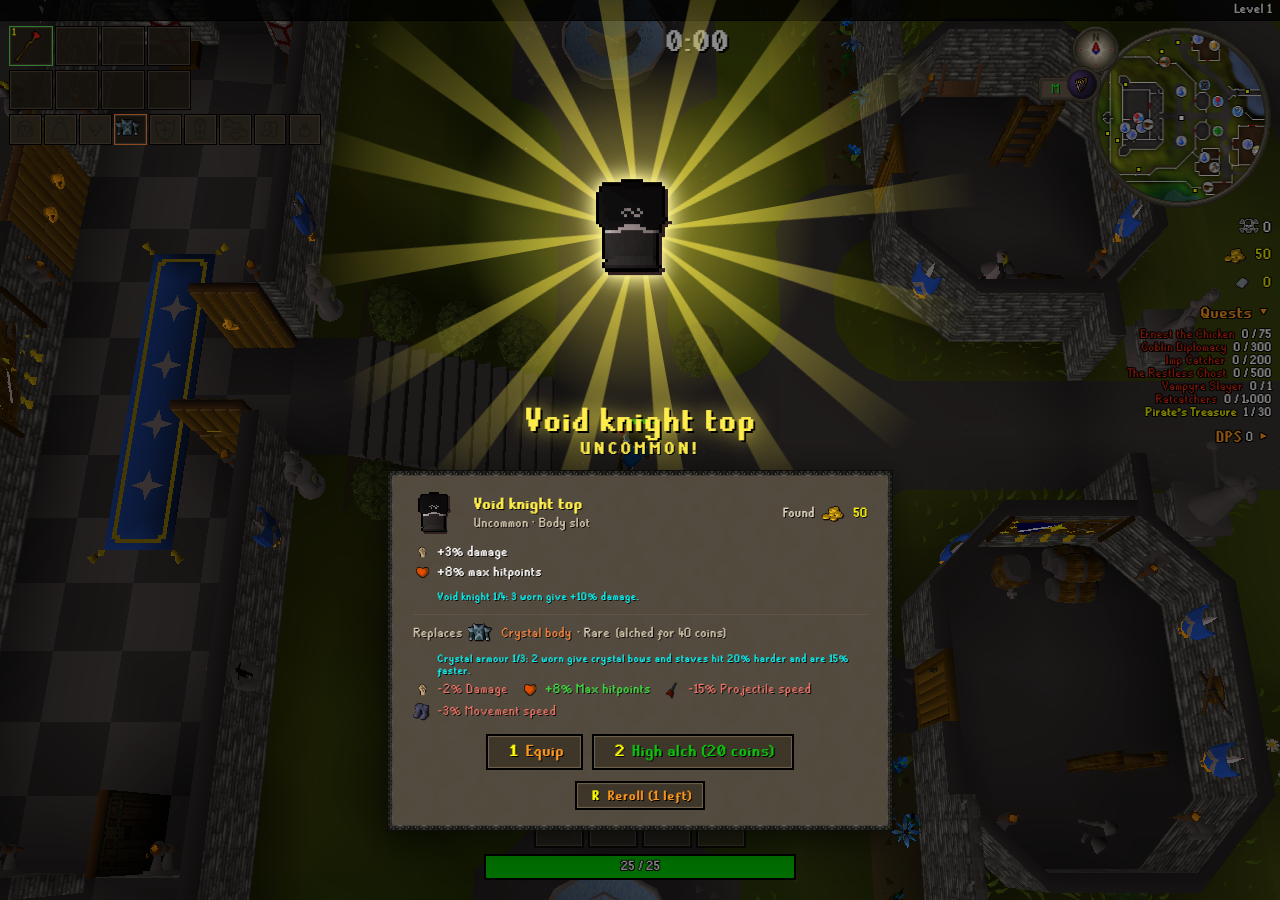 Level 1
1
0:00
N
M
0
50
0
Quests
Ernest the Chicken 0 / 75
Goblin Diplomacy 0 / 300
Imp Catcher 0 / 200
The Restless Ghost 0 / 500
Vampyre Slayer 0 / 1
Ratcatchers 0 / 1,000
Pirate's Treasure 1 / 30
DPS 0
Void knight top
UNCOMMON!
Void knight top
Uncommon · Body slot
Found 50
+3% damage
+8% max hitpoints
Void knight 1/4: 3 worn give +10% damage.
Replaces Crystal body · Rare (alched for 40 coins)
Crystal armour 1/3: 2 worn give crystal bows and staves hit 20% harder and are 15%
faster.
-2% Damage +8% Max hitpoints -15% Projectile speed
-3% Movement speed
1 Equip 2 High alch (20 coins)
R Reroll (1 left)
25 / 25